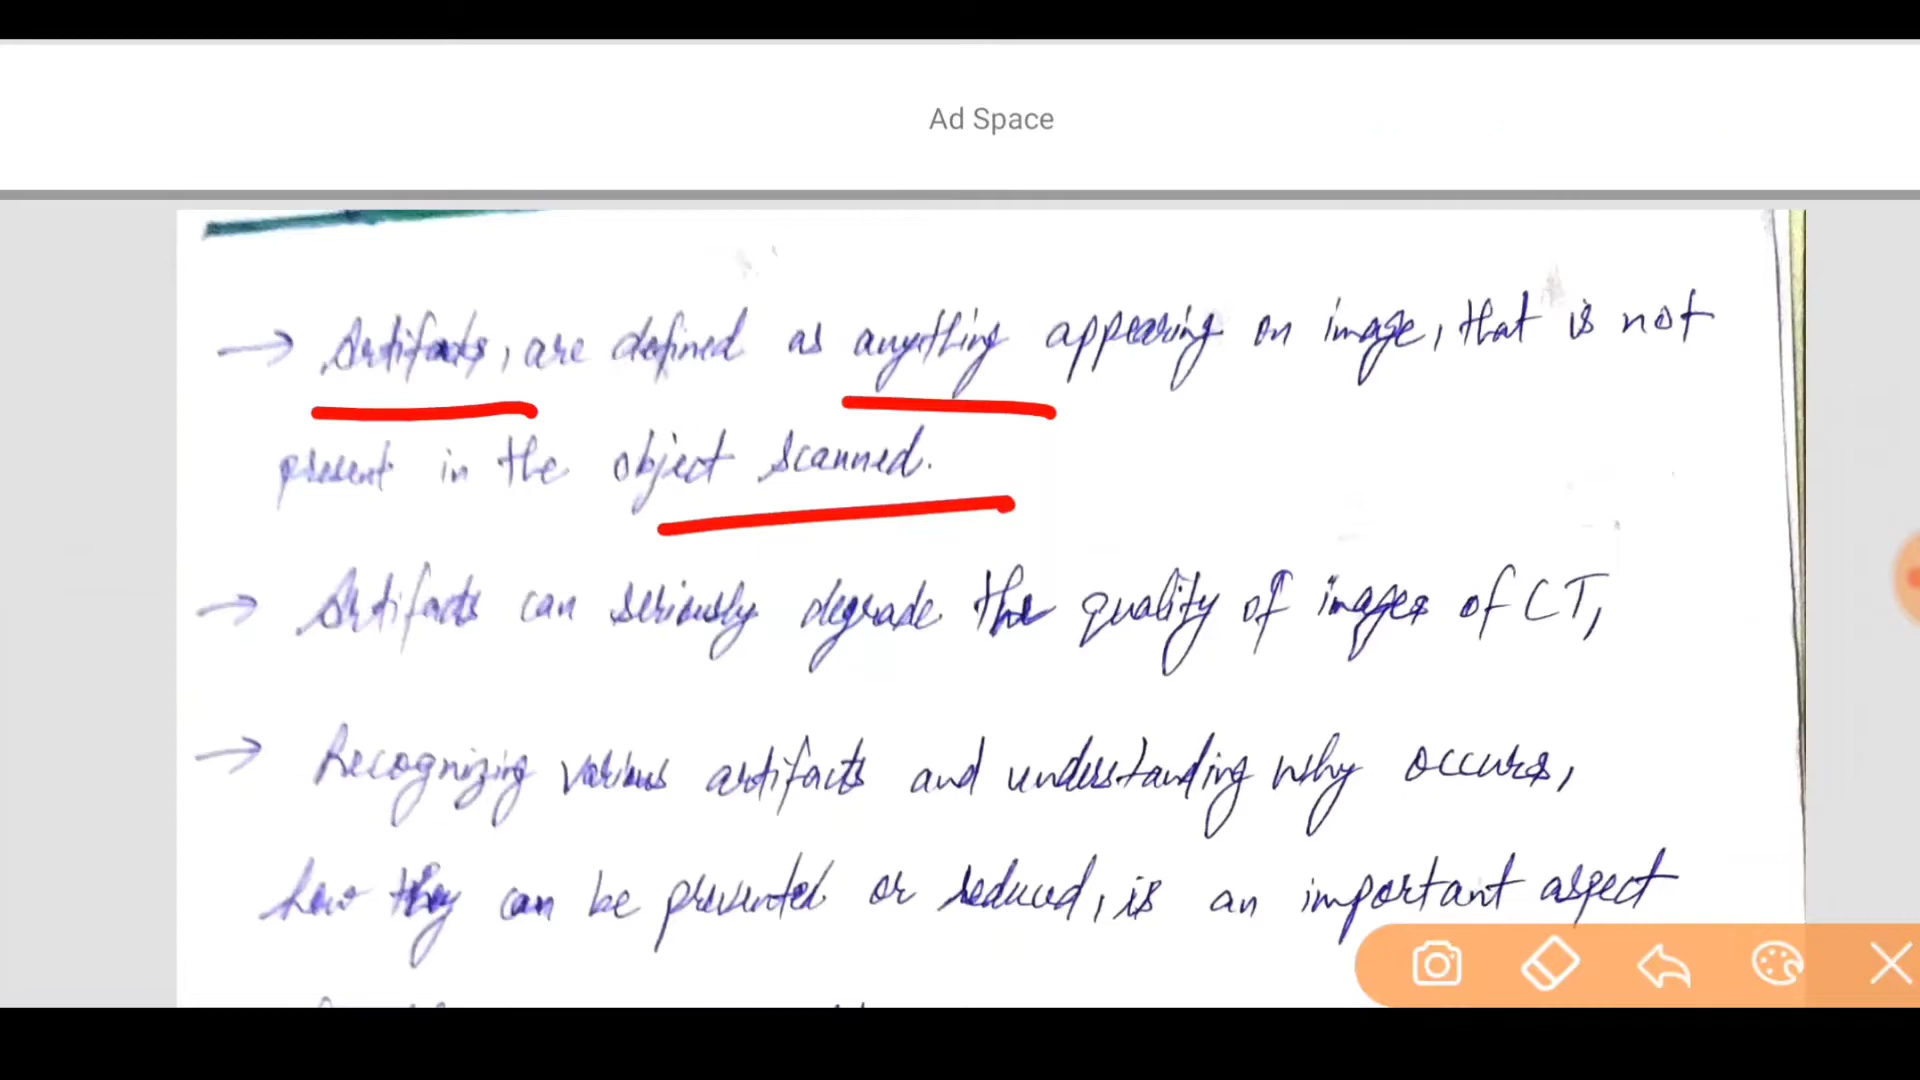 Ad Space
→ Artifacts, are defined as anything appearing on image, that is not
present in the object scanned.
→ Artifacts can seriously degrade the quality of images of CT,
→ Recognizing various artifacts and understanding why occurs,
how they can be prevented or reduced, is an important aspect